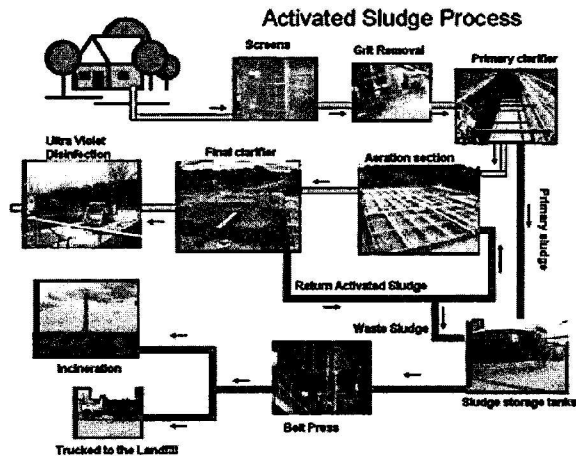 Activated Sludge Process
Screens
Grit Removal
Primary clarifier
Ultra Violet
Disinfection
Final clarifier
Aeration section
Primary sludge
Return Activated Sludge
Waste Sludge
Incineration
Sludge storage tanks
Belt Press
Trucked to the Landfill